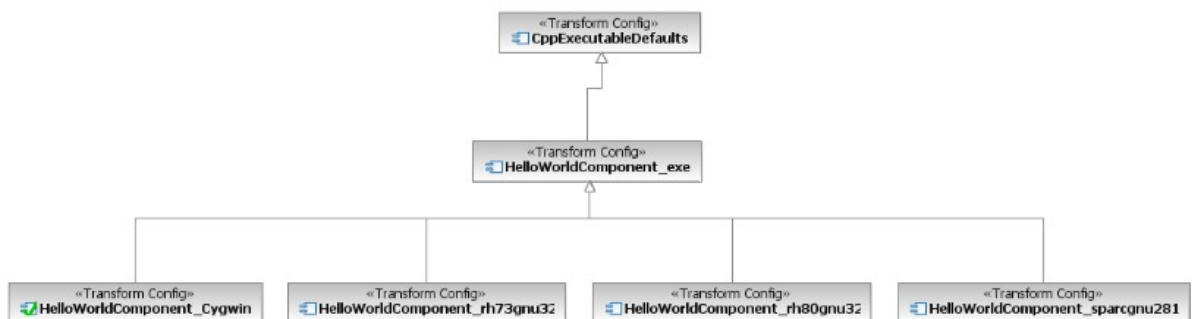 «Transform Config»
CppExecutableDefaults
«Transform Config»
HelloWorldComponent_exe
«Transform Config»
HelloWorldComponent_Cygwin
«Transform Config»
HelloWorldComponent_rh73gnu32
«Transform Config»
HelloWorldComponent_rh80gnu32
«Transform Config»
HelloWorldComponent_sparcgnu281